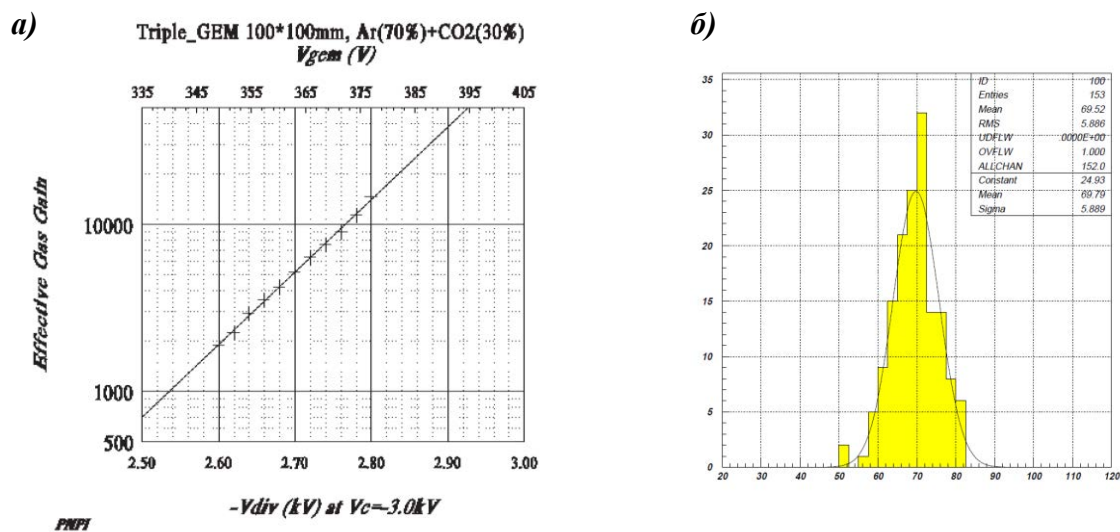 а)
Triple_GEM 100*100mm, Ar(70%)+CO2(30%)
Vgem (V)
335 345 355 365 375 385 395 405
Effective Gas Gain
10000
1000
500
2.50 2.60 2.70 2.80 2.90 3.00
-Vdiv (kV) at Vc=-3.0kV
PNPI
б)
ID 100
Entries 153
Mean 69.52
RMS 5.886
UDFLW .0000E+00
OVFLW 1.000
ALLCHAN 152.0
Constant 24.93
Mean 69.79
Sigma 5.889
35
30
25
20
15
10
5
0
20 30 40 50 60 70 80 90 100 110 120